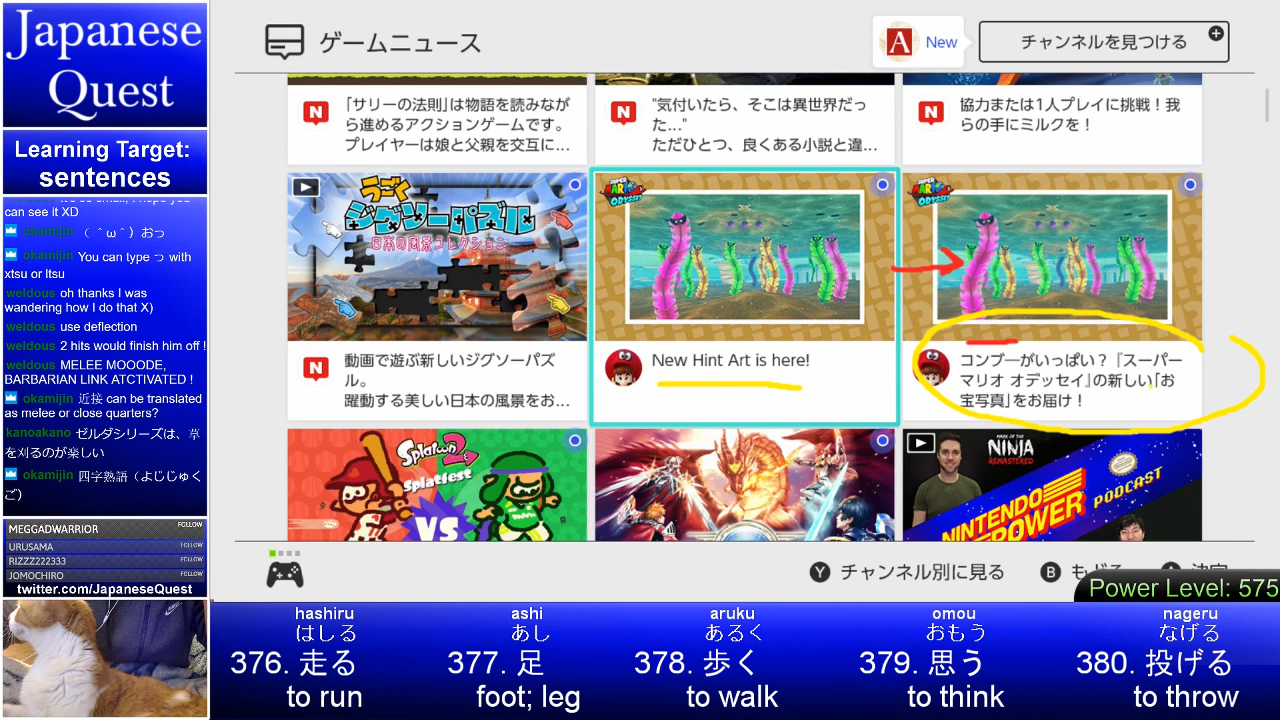 Japanese
Quest
Learning Target:
sentences
can see it XD
okamijin （ ＾ω＾）おっ
okamijin You can type っ with
xtsu or ltsu
weldous oh thanks I was
wandering how I do that X)
weldous use deflection
weldous 2 hits would finish him off !
weldous MELEE MOOODE,
BARBARIAN LINK ATCTIVATED !
okamijin 近接 can be translated
as melee or close quarters?
kanoakano ゼルダシリーズは、草
を刈るのが楽しい
okamijin 四字熟語（よじじゅく
ご）
MEGGADWARRIOR FOLLOW
URUSAMA FOLLOW
RIZZZ222333 FOLLOW
JOMOCHIRO FOLLOW
twitter.com/JapaneseQuest
ゲームニュース
A New
チャンネルを見つける
N
「サリーの法則」は物語を読みなが
ら進めるアクションゲームです。
プレイヤーは娘と父親を交互に…
N
"気付いたら、そこは異世界だっ
た…"
ただひとつ、良くある小説と違…
N
協力または1人プレイに挑戦！我
らの手にミルクを！
うごく
ジグソーパズル
日本の風景コレクション
N
動画で遊ぶ新しいジグソーパズ
ル。
躍動する美しい日本の風景をお…
SUPER
MARIO
ODYSSEY
New Hint Art is here!
SUPER
MARIO
ODYSSEY
コンブ―がいっぱい？『スーパー
マリオ オデッセイ』の新しい「お
宝写真」をお届け！
Splatoon 2
Splatfest
VS
MARK OF THE
NINJA
REMASTERED
NINTENDO
POWER
PODCAST
Y チャンネル別に見る
B もどる
A 決定
Power Level: 575
hashiru
はしる
376. 走る
to run
ashi
あし
377. 足
foot; leg
aruku
あるく
378. 歩く
to walk
omou
おもう
379. 思う
to think
nageru
なげる
380. 投げる
to throw